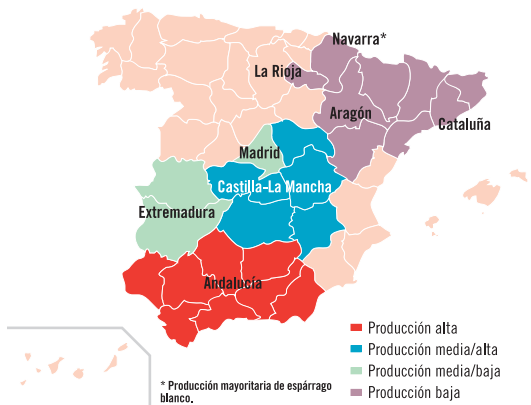 Navarra*
La Rioja
Aragón
Cataluña
Madrid
Castilla-La Mancha
Extremadura
Andalucía
Producción alta
Producción media/alta
Producción media/baja
Producción baja
* Producción mayoritaria de espárrago
blanco.